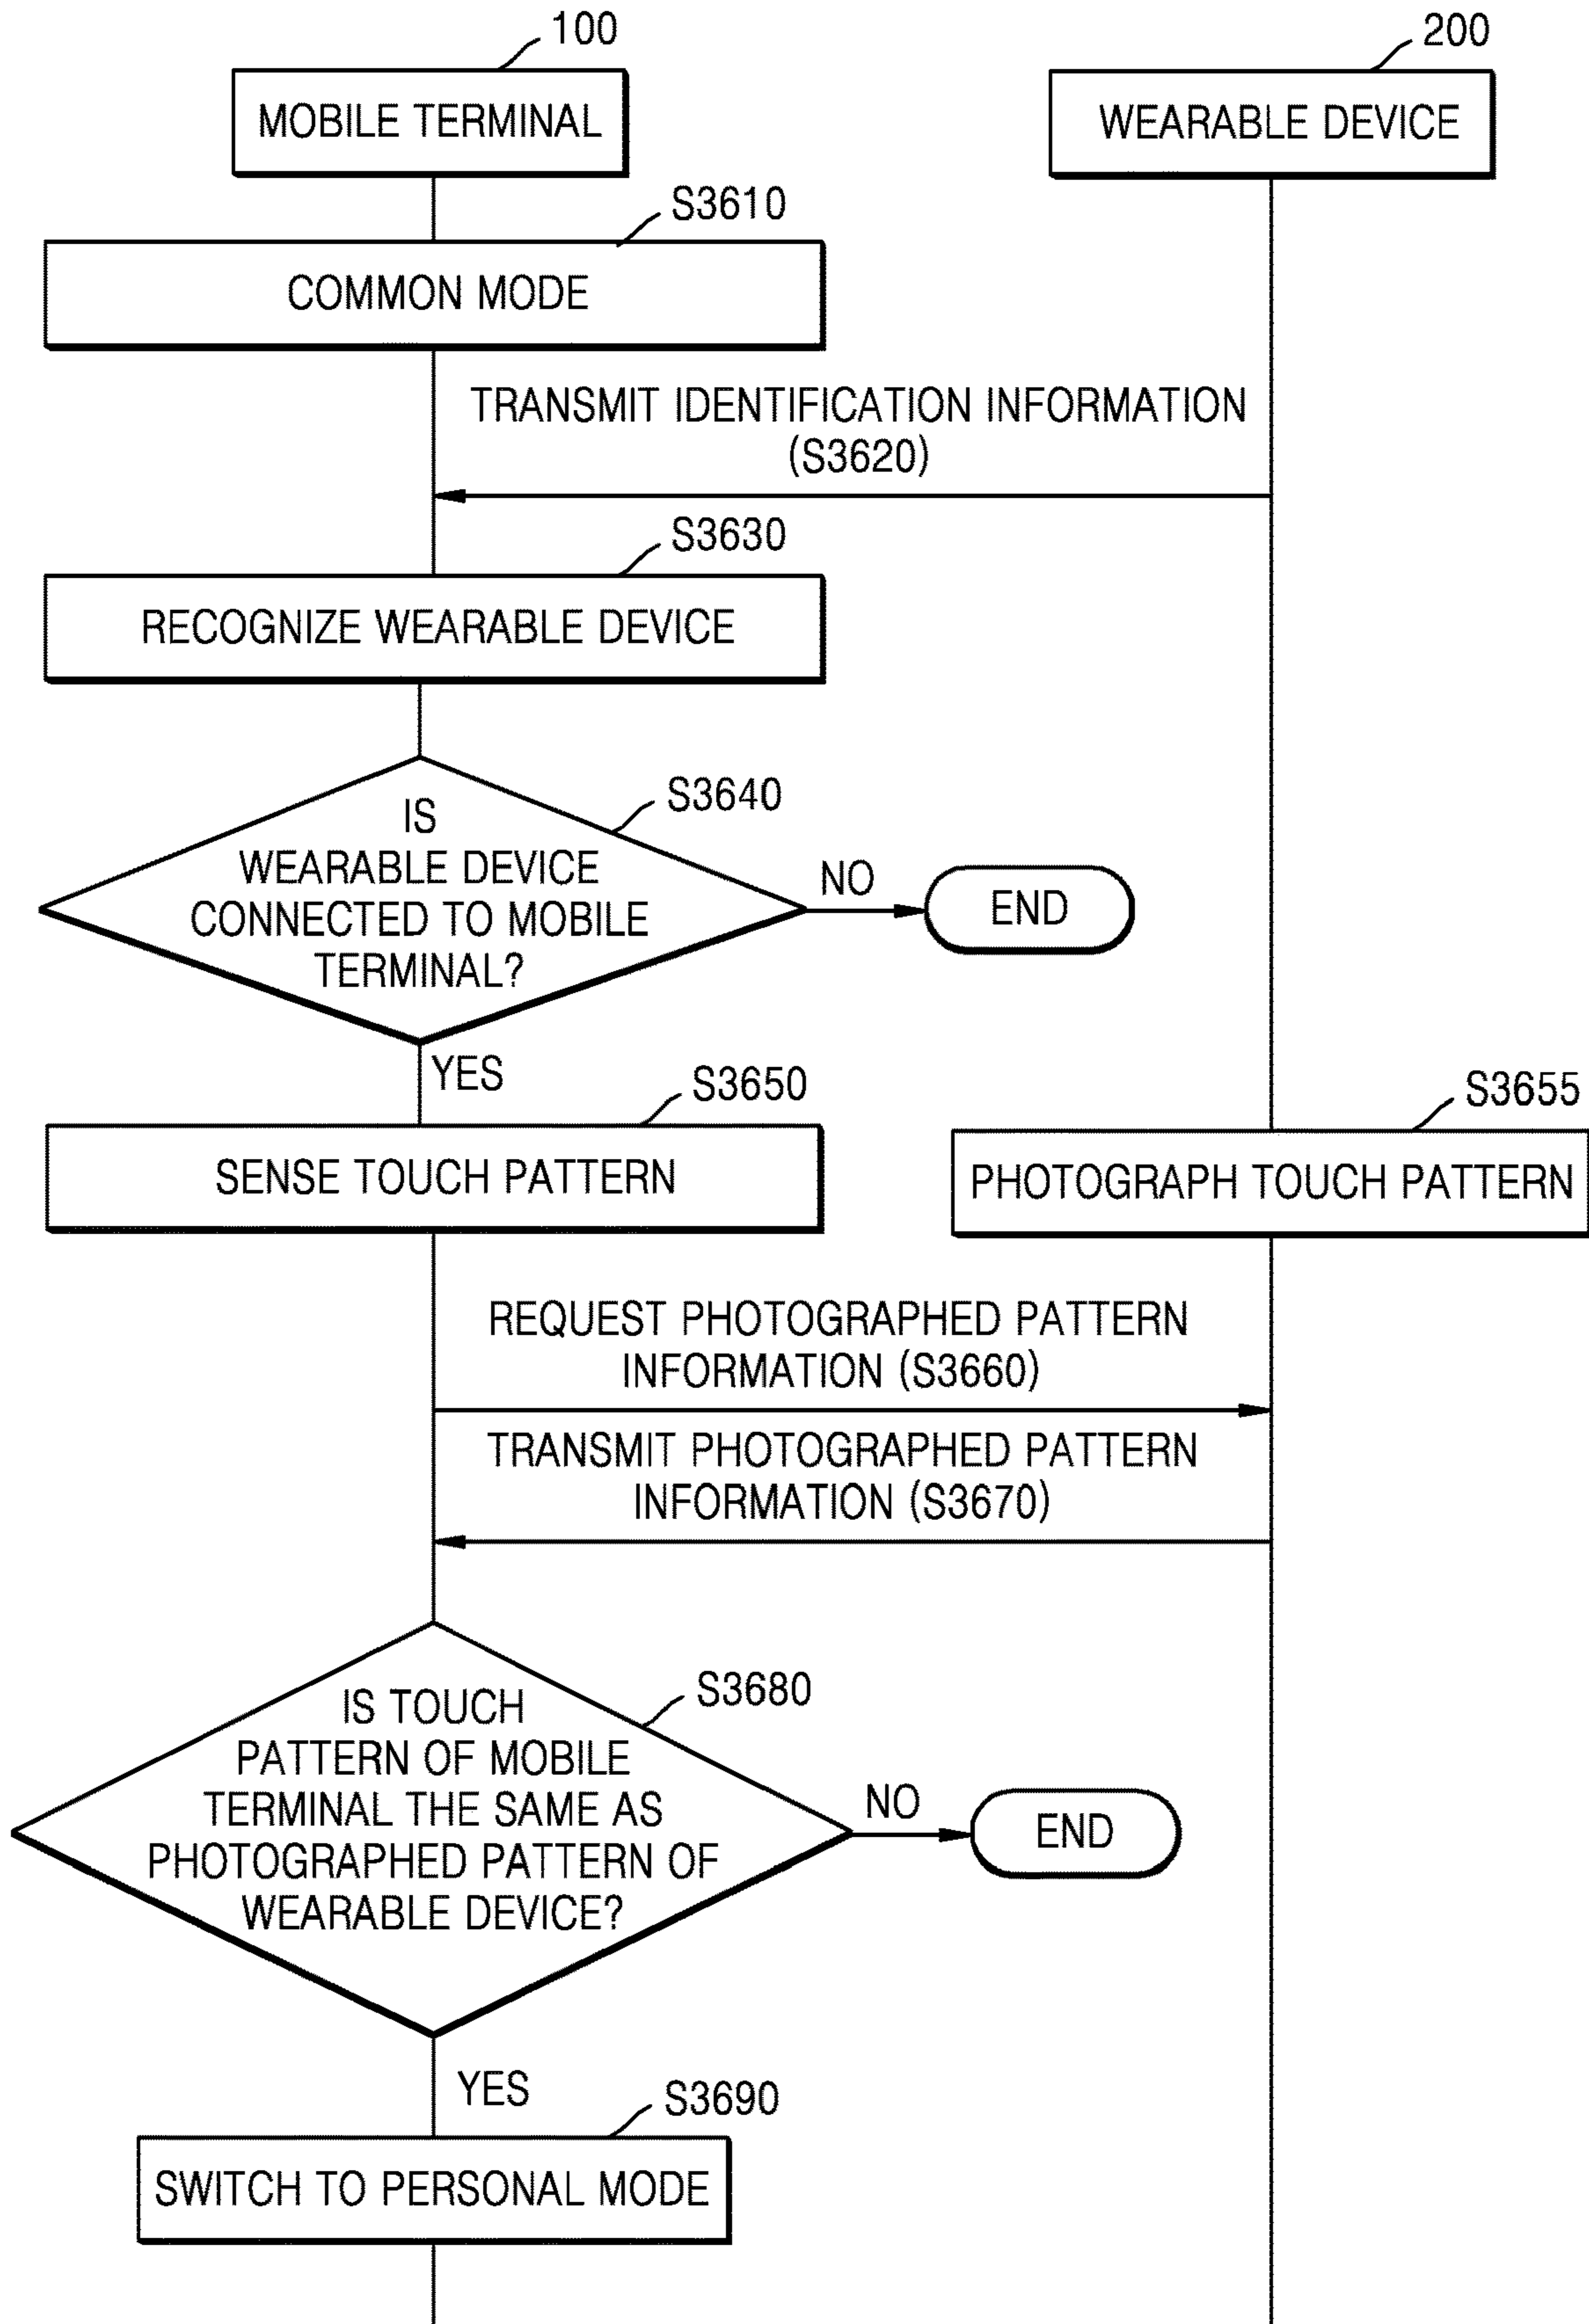 100
200
MOBILE TERMINAL
WEARABLE DEVICE
S3610
COMMON MODE
TRANSMIT IDENTIFICATION INFORMATION
(S3620)
S3630
RECOGNIZE WEARABLE DEVICE
S3640
IS
WEARABLE DEVICE
CONNECTED TO MOBILE
TERMINAL?
NO
END
YES
S3650
S3655
SENSE TOUCH PATTERN
PHOTOGRAPH TOUCH PATTERN
REQUEST PHOTOGRAPHED PATTERN
INFORMATION (S3660)
TRANSMIT PHOTOGRAPHED PATTERN
INFORMATION (S3670)
S3680
IS TOUCH
PATTERN OF MOBILE
TERMINAL THE SAME AS
PHOTOGRAPHED PATTERN OF
WEARABLE DEVICE?
NO
END
YES
S3690
SWITCH TO PERSONAL MODE